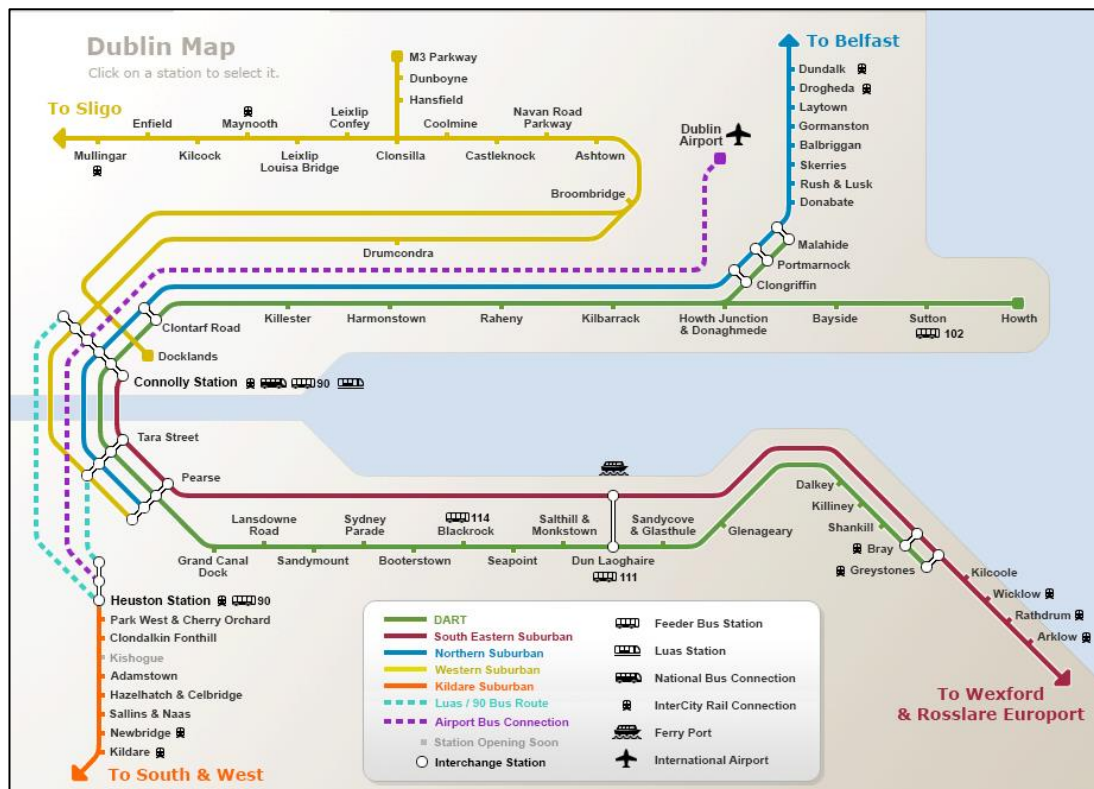 Dublin Map
Click on a station to select it.
To Sligo
Enfield
Maynooth
Leixlip
Confey
M3 Parkway
Dunboyne
Hansfield
Coolmine
Navan Road
Parkway
Mullingar
Kilcock
Leixlip
Louisa Bridge
Clonsilla
Castleknock
Ashtown
Broombridge
Drumcondra
Docklands
Dublin
Airport
To Belfast
Dundalk
Drogheda
Laytown
Gormanston
Balbriggan
Skerries
Rush & Lusk
Donabate
Malahide
Portmarnock
Clongriffin
Clontarf Road
Killester
Harmonstown
Raheny
Kilbarrack
Howth Junction
& Donaghmede
Bayside
Sutton
102
Howth
Connolly Station 90
Tara Street
Pearse
Grand Canal
Dock
Lansdowne
Road
Sandymount
Sydney
Parade
Booterstown
114
Blackrock
Seapoint
Salthill &
Monkstown
Dun Laoghaire
111
Sandycove
& Glasthule
Glenageary
Dalkey
Killiney
Shankill
Bray
Greystones
Kilcoole
Wicklow
Rathdrum
Arklow
To Wexford
& Rosslare Europort
Heuston Station 90
Park West & Cherry Orchard
Clondalkin Fonthill
Kishogue
Adamstown
Hazelhatch & Celbridge
Sallins & Naas
Newbridge
Kildare
To South & West
DART
South Eastern Suburban
Northern Suburban
Western Suburban
Kildare Suburban
Luas / 90 Bus Route
Airport Bus Connection
Station Opening Soon
Interchange Station
Feeder Bus Station
Luas Station
National Bus Connection
InterCity Rail Connection
Ferry Port
International Airport